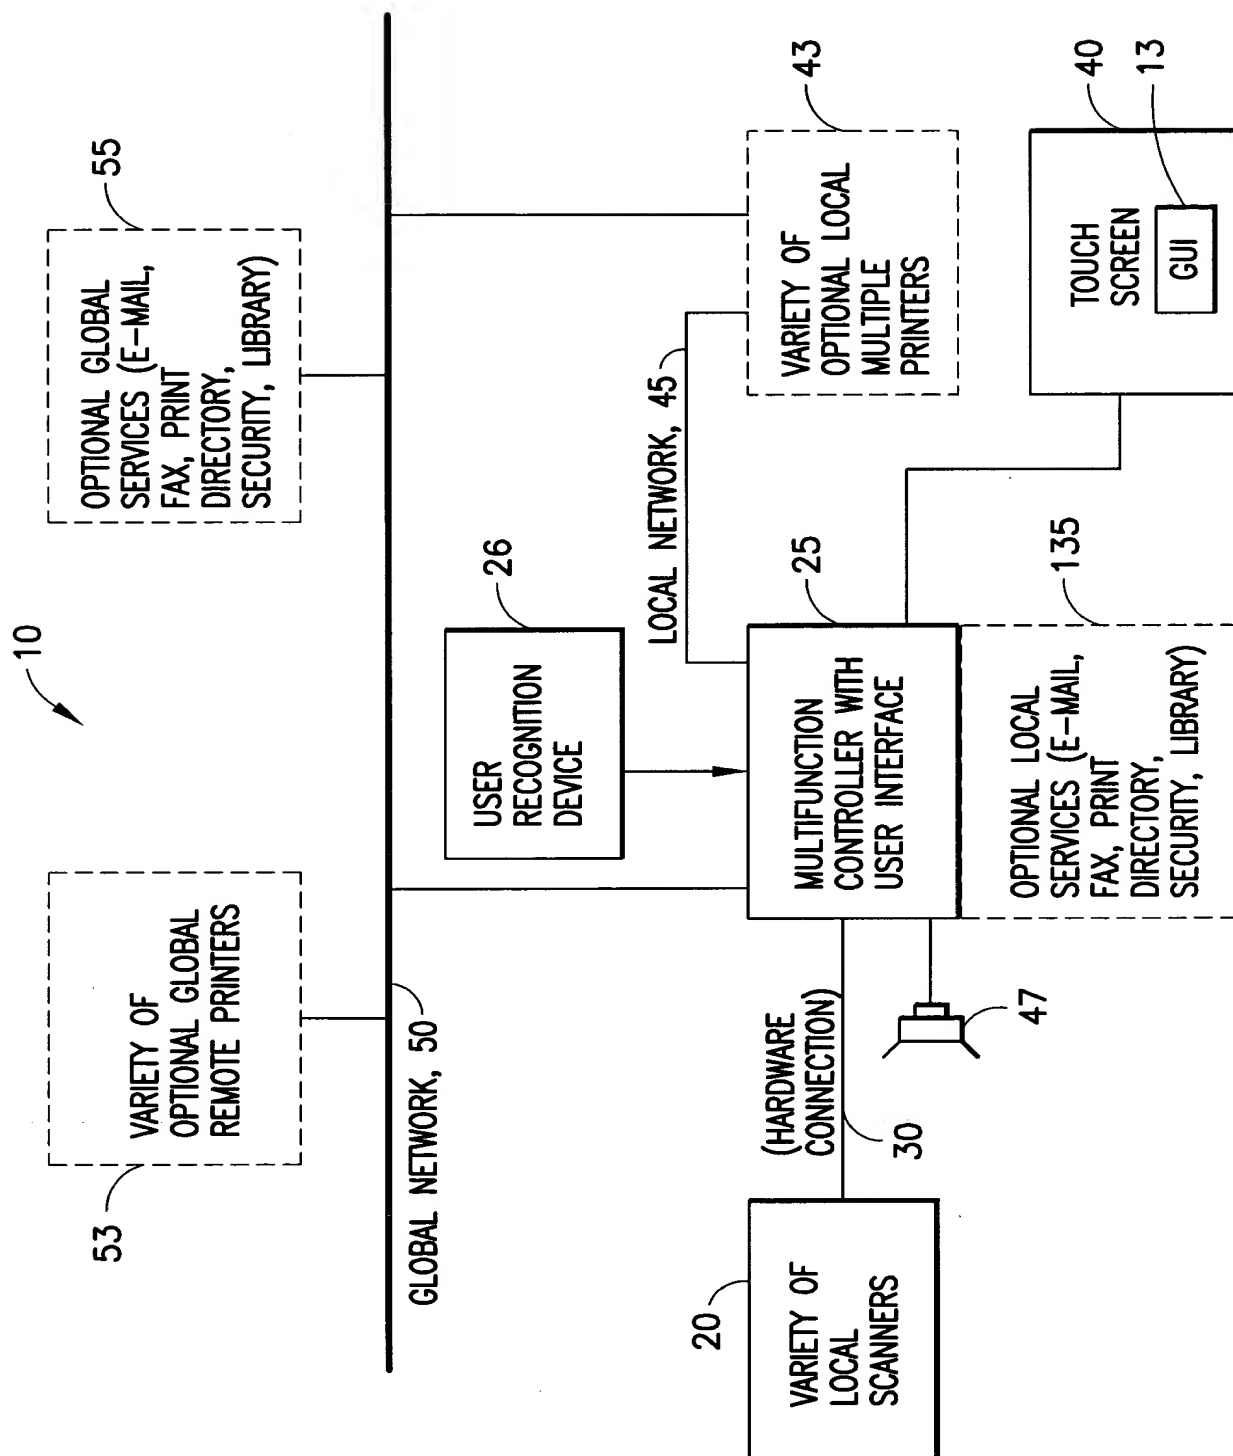 10
53
VARIETY OF
OPTIONAL GLOBAL
REMOTE PRINTERS
55
OPTIONAL GLOBAL
SERVICES (E-MAIL,
FAX, PRINT
DIRECTORY,
SECURITY, LIBRARY)
GLOBAL NETWORK, 50
26
USER
RECOGNITION
DEVICE
LOCAL NETWORK, 45
43
VARIETY OF
OPTIONAL LOCAL
MULTIPLE
PRINTERS
20
VARIETY OF
LOCAL
SCANNERS
(HARDWARE
CONNECTION)
30
25
MULTIFUNCTION
CONTROLLER WITH
USER INTERFACE
47
135
OPTIONAL LOCAL
SERVICES (E-MAIL,
FAX, PRINT
DIRECTORY,
SECURITY, LIBRARY)
40
TOUCH
SCREEN
13
GUI